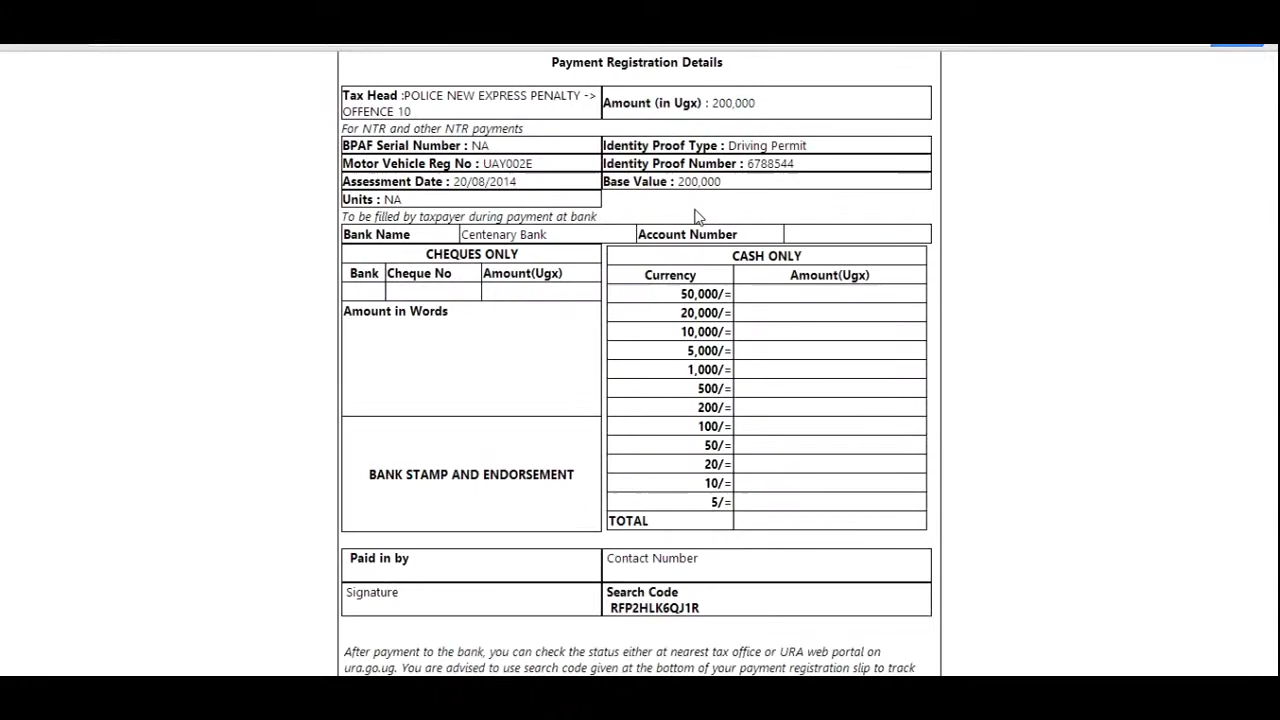 Payment Registration Details
Tax Head :POLICE NEW EXPRESS PENALTY ->
OFFENCE 10
Amount (in Ugx) : 200,000
For NTR and other NTR payments
BPAF Serial Number : NA
Identity Proof Type : Driving Permit
Motor Vehicle Reg No : UAY002E
Identity Proof Number : 6788544
Assessment Date : 20/08/2014
Base Value : 200,000
Units : NA
To be filled by taxpayer during payment at bank
Bank Name Centenary Bank Account Number
CHEQUES ONLY
Bank Cheque No Amount(Ugx)
Amount in Words
BANK STAMP AND ENDORSEMENT
CASH ONLY
Currency Amount(Ugx)
50,000/=
20,000/=
10,000/=
5,000/=
1,000/=
500/=
200/=
100/=
50/=
20/=
10/=
5/=
TOTAL
Paid in by
Contact Number
Signature
Search Code
RFP2HLK6QJ1R
After payment to the bank, you can check the status either at nearest tax office or URA web portal on
ura.go.ug. You are advised to use search code given at the bottom of your payment registration slip to track